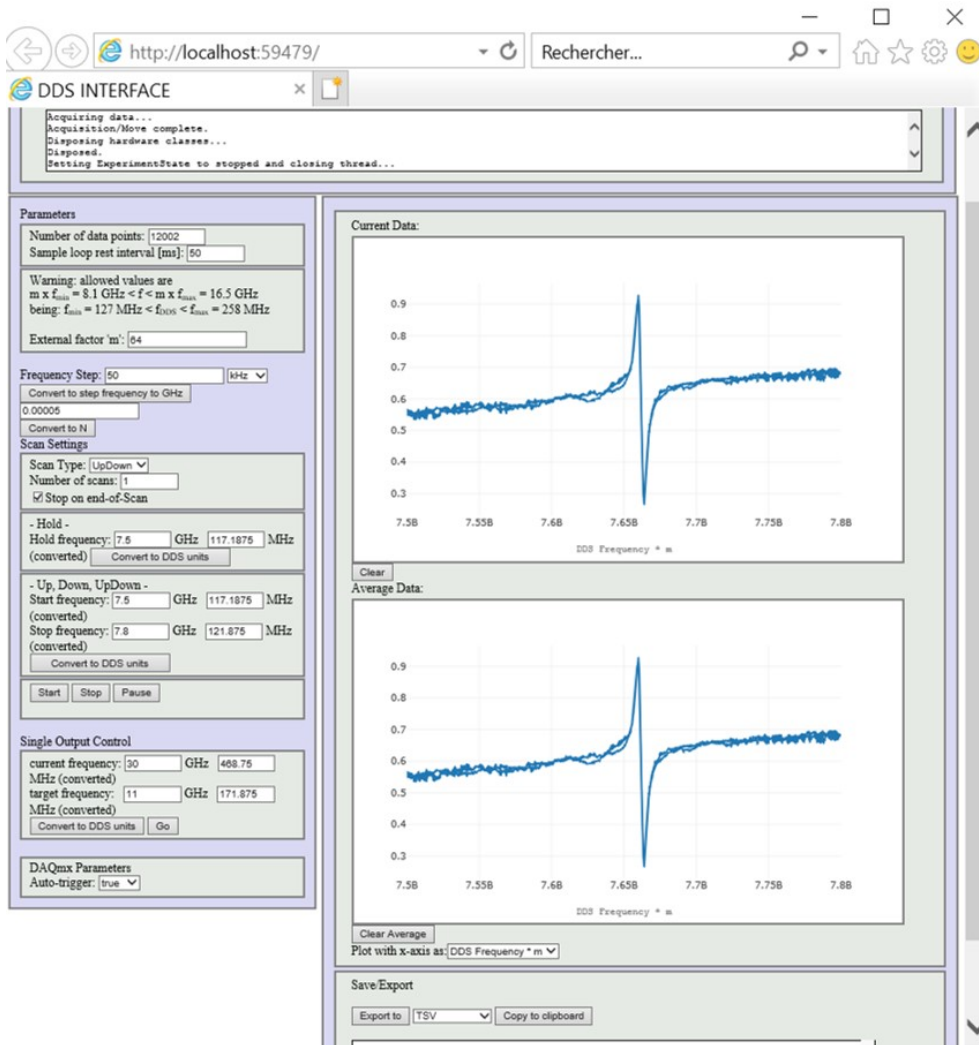 http://localhost:59479/
Rechercher...
DDS INTERFACE
Acquiring data...
Acquisition/Move complete.
Disposing hardware classes...
Disposed.
Setting ExperimentState to stopped and closing thread...
Parameters
Number of data points: 12002
Sample loop rest interval [ms]: 50
Warning: allowed values are
m x fmin = 8.1 GHz < f < m x fmax = 16.5 GHz
being: fmin = 127 MHz < fDDS < fmax = 258 MHz
External factor 'm': 64
Frequency Step: 50 kHz
Convert to step frequency to GHz
0.00005
Convert to N
Scan Settings
Scan Type: UpDown
Number of scans: 1
Stop on end-of-Scan
- Hold -
Hold frequency: 7.5 GHz 117.1875 MHz
(converted) Convert to DDS units
- Up, Down, UpDown -
Start frequency: 7.5 GHz 117.1875 MHz
(converted)
Stop frequency: 7.8 GHz 121.875 MHz
(converted)
Convert to DDS units
Start Stop Pause
Single Output Control
current frequency: 30 GHz 468.75
MHz (converted)
target frequency: 11 GHz 171.875
MHz (converted)
Convert to DDS units Go
DAQmx Parameters
Auto-trigger: true
Current Data:
0.9
0.8
0.7
0.6
0.5
0.4
0.3
7.5B 7.55B 7.6B 7.65B 7.7B 7.75B 7.8B
DDS Frequency * m
Clear
Average Data:
0.9
0.8
0.7
0.6
0.5
0.4
0.3
7.5B 7.55B 7.6B 7.65B 7.7B 7.75B 7.8B
DDS Frequency * m
Clear Average
Plot with x-axis as: DDS Frequency * m
Save/Export
Export to TSV Copy to clipboard